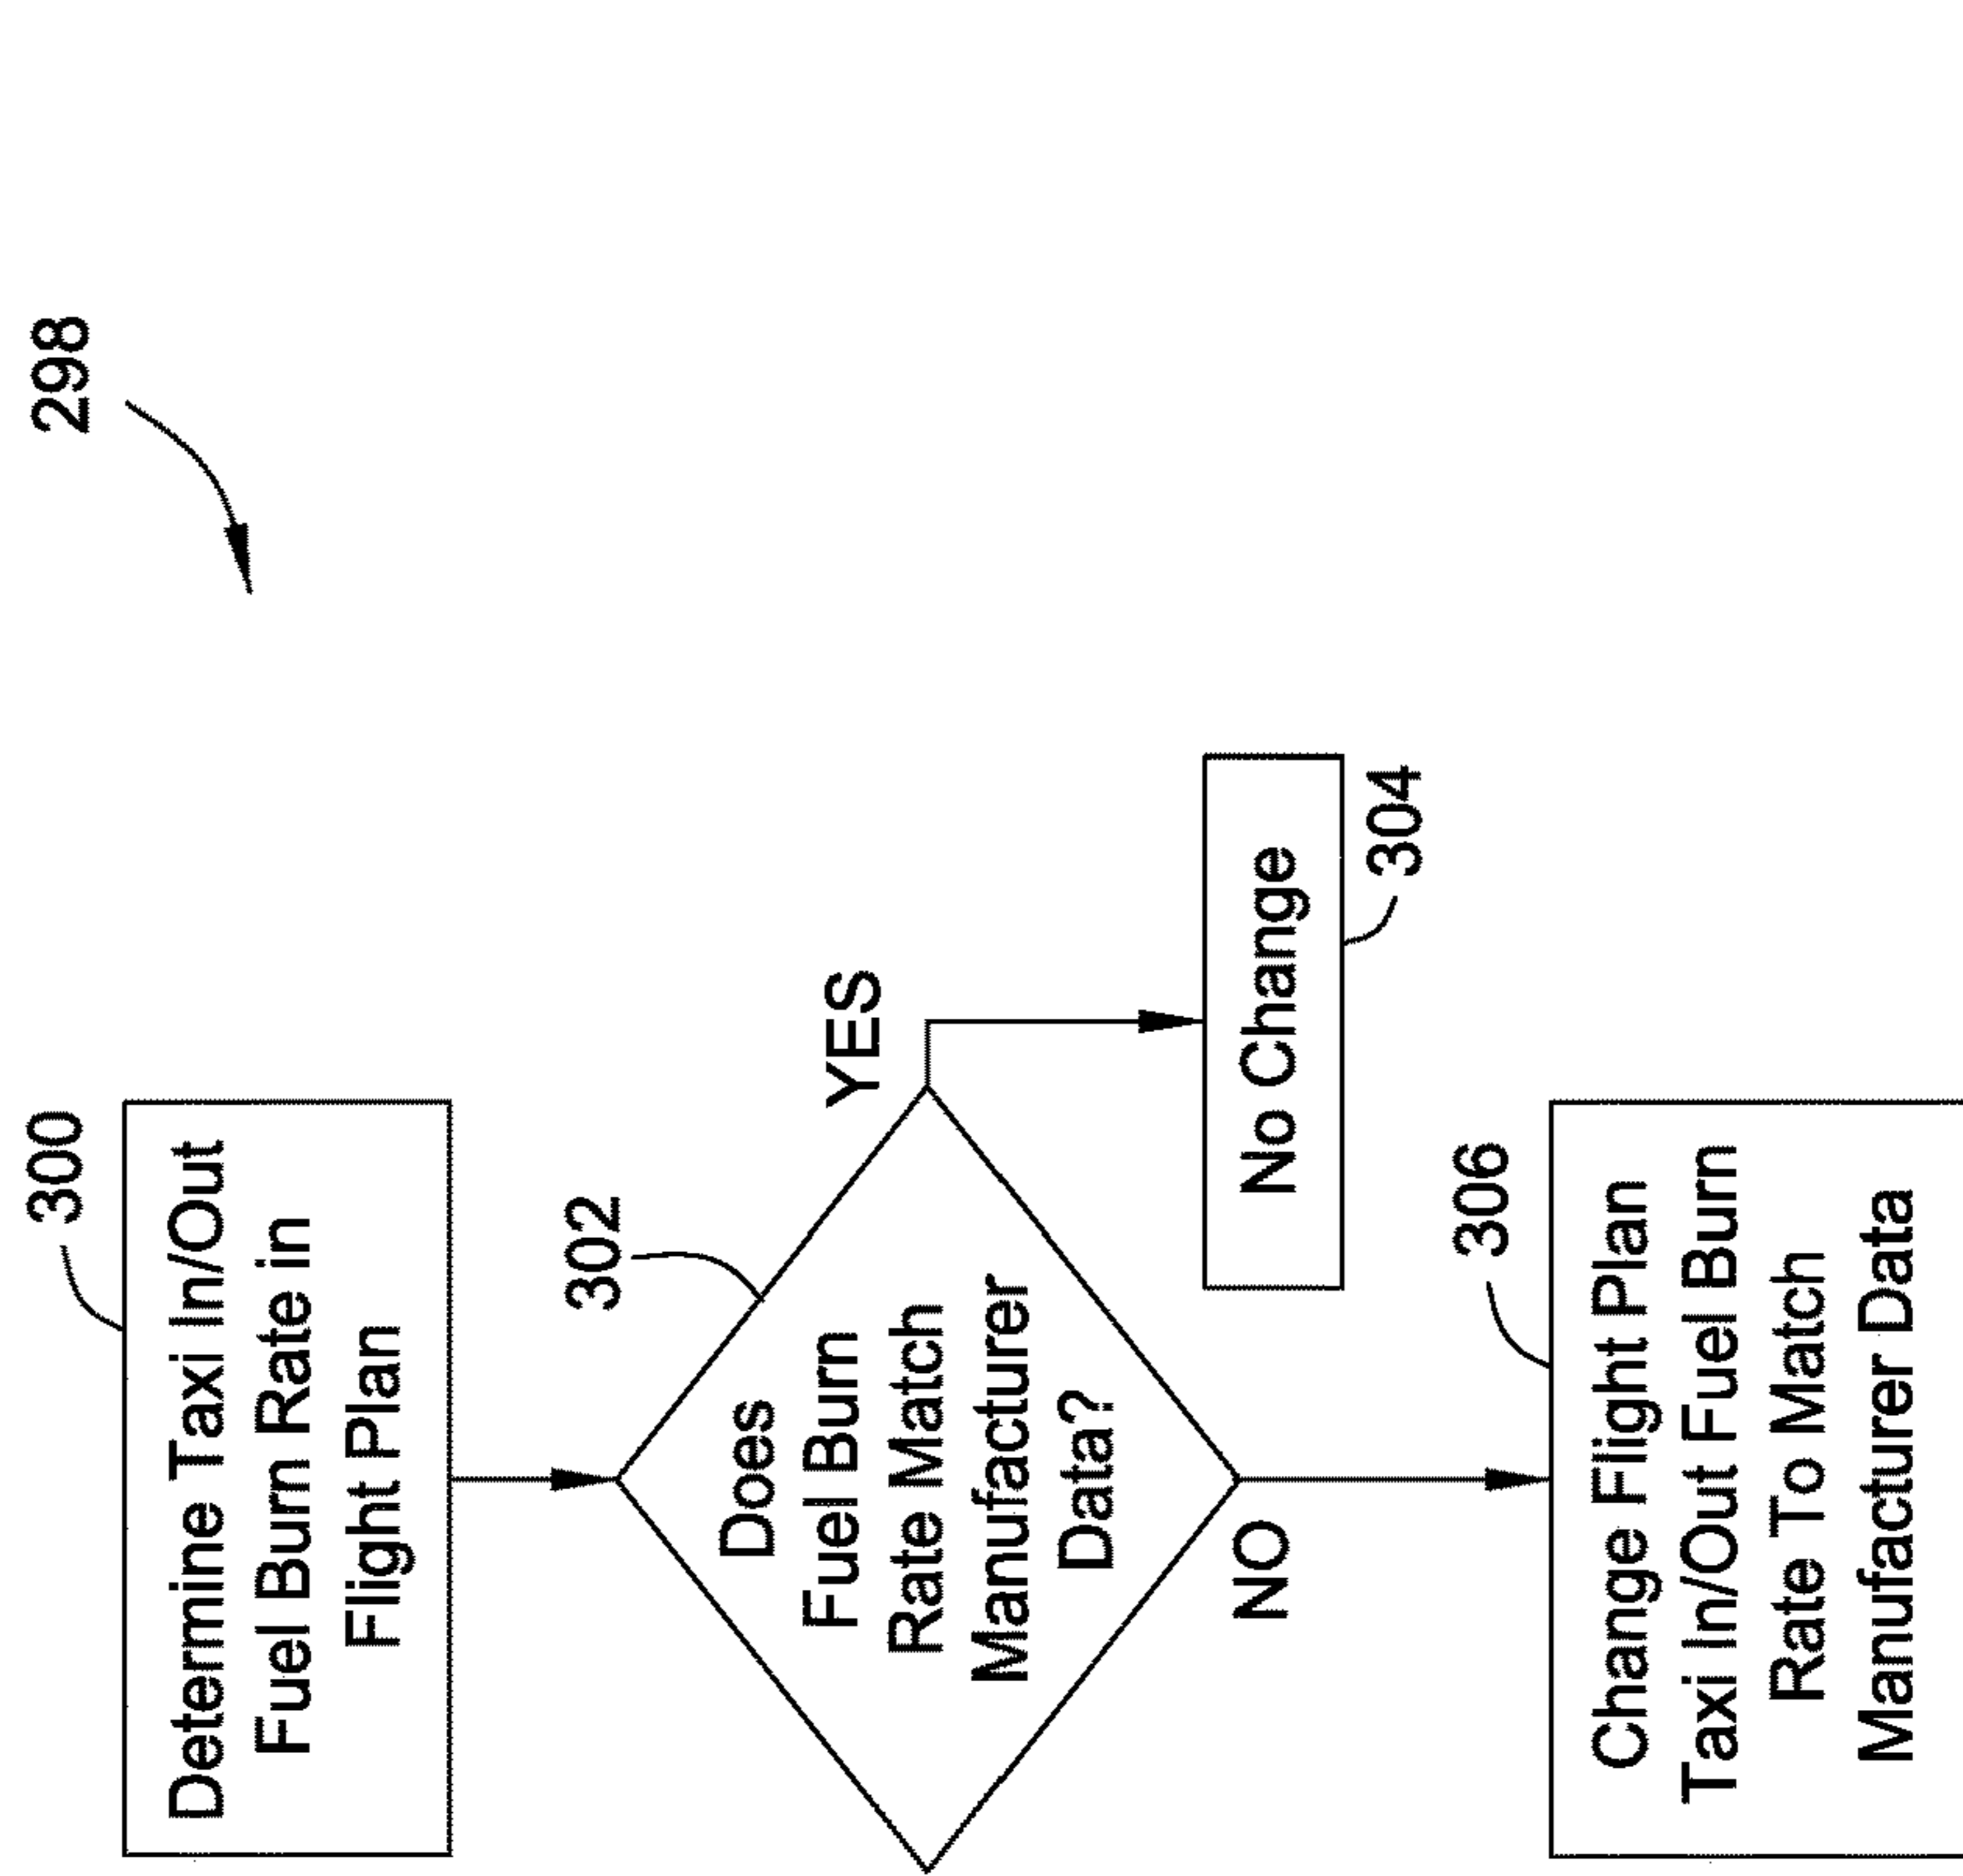 298
300
Determine Taxi In/Out
Fuel Burn Rate in
Flight Plan
302
Does
Fuel Burn
Rate Match
Manufacturer
Data?
YES
No Change
304
NO
306
Change Flight Plan
Taxi In/Out Fuel Burn
Rate To Match
Manufacturer Data